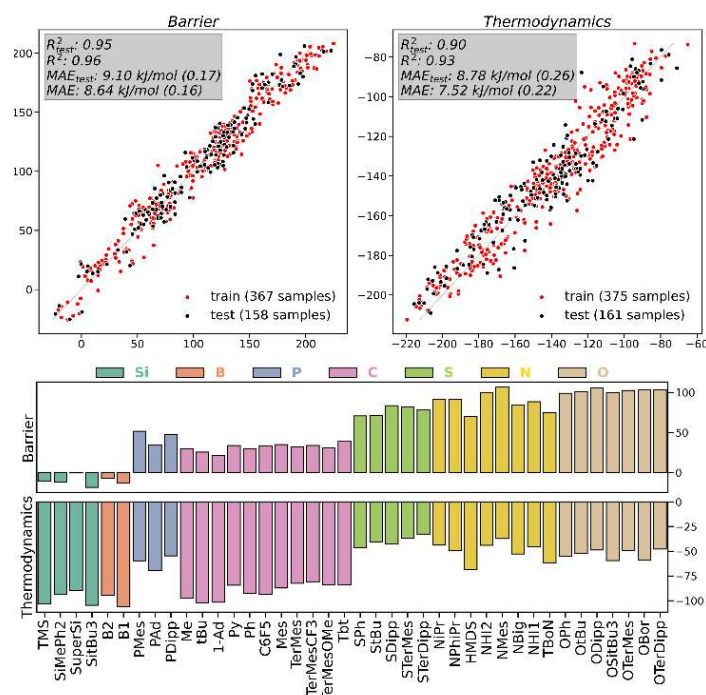 Barrier
Thermodynamics
R²test: 0.95
R²: 0.96
MAEtest: 9.10 kJ/mol (0.17)
MAE: 8.64 kJ/mol (0.16)
R²test: 0.90
R²: 0.93
MAEtest: 8.78 kJ/mol (0.26)
MAE: 7.52 kJ/mol (0.22)
200
150
100
50
0
train (367 samples)
test (158 samples)
0 50 100 150 200
-80
-100
-120
-140
-160
-180
-200
train (375 samples)
test (161 samples)
-220 -200 -180 -160 -140 -120 -100 -80 -60
Si B P C S N O
Barrier
100
50
0
Thermodynamics
0
-25
-50
-75
-100
TMS
SiMePh2
SuperSi
SitBu3
B2
B1
PMes
PAd
PDipp
Me
tBu
1-Ad
Py
Ph
C6F5
Mes
TerMes
TerMesCF3
TerMesOMe
Tbt
SPh
StBu
SDipp
STerMes
STerDipp
NiPr
NPhiPr
HMDS
NHI2
NMes
NBig
NHI1
TBoN
OPh
OtBu
ODipp
OSitBu3
OTerMes
OBor
OTerDipp